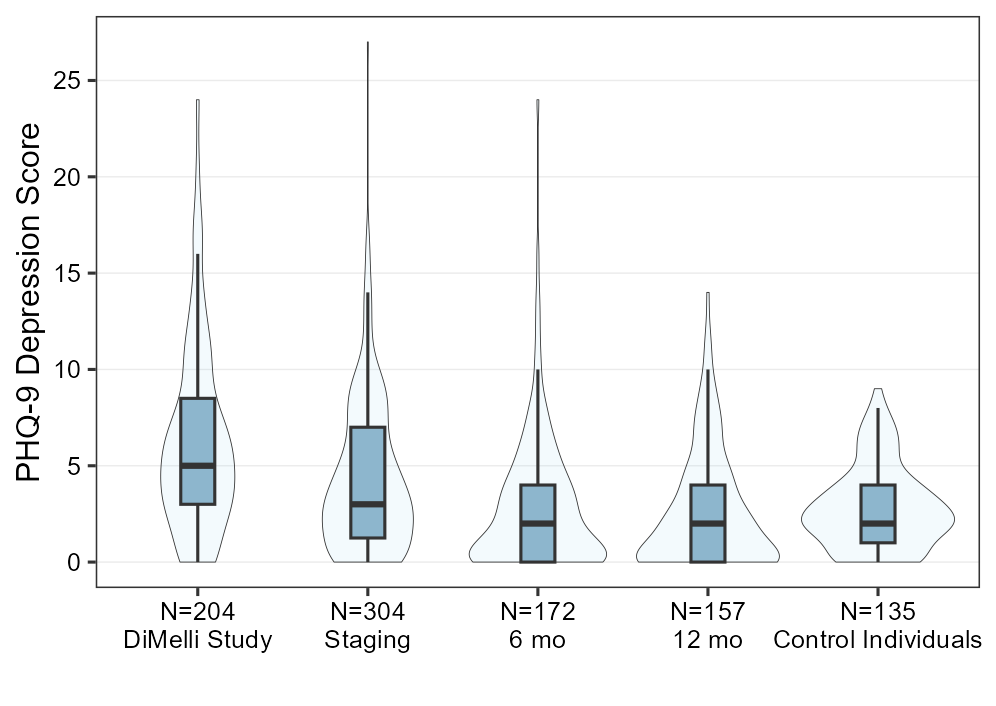 PHQ-9 Depression Score
25
20
15
10
5
0
N=204
DiMelli Study
N=304
Staging
N=172
6 mo
N=157
12 mo
N=135
Control Individuals